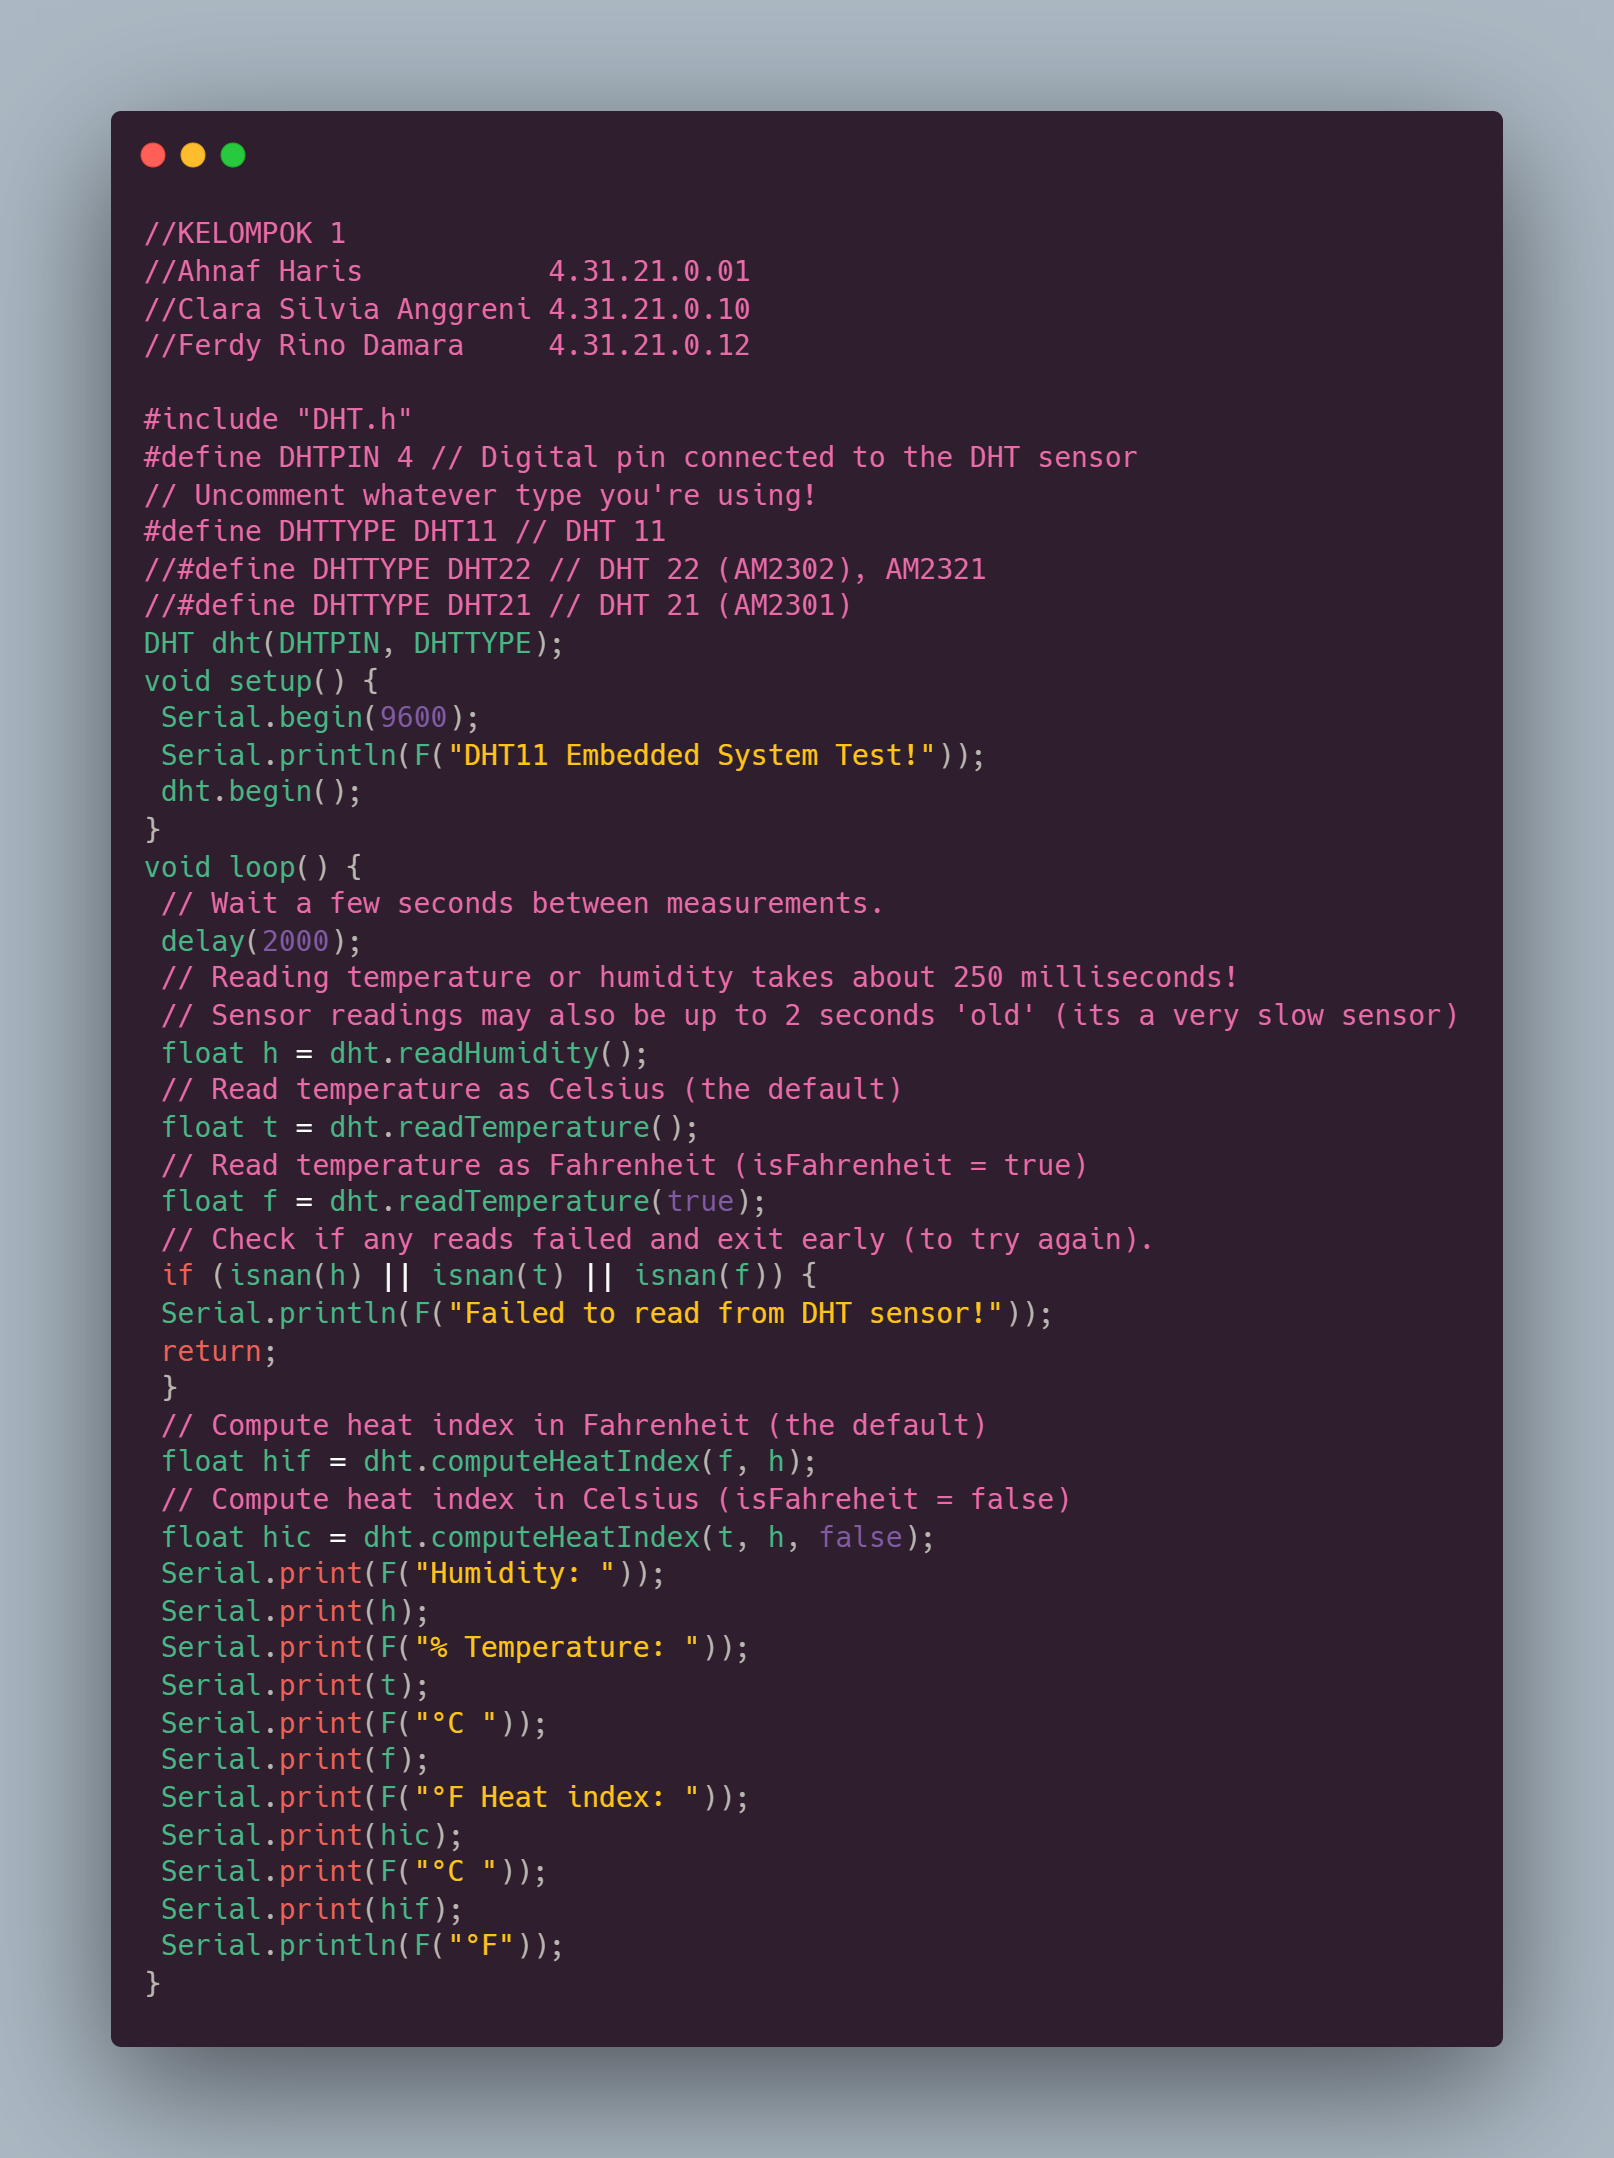 //KELOMPOK 1
//Ahnaf Haris           4.31.21.0.01
//Clara Silvia Anggreni 4.31.21.0.10
//Ferdy Rino Damara     4.31.21.0.12

#include "DHT.h"
#define DHTPIN 4 // Digital pin connected to the DHT sensor
// Uncomment whatever type you're using!
#define DHTTYPE DHT11 // DHT 11
//#define DHTTYPE DHT22 // DHT 22 (AM2302), AM2321
//#define DHTTYPE DHT21 // DHT 21 (AM2301)
DHT dht(DHTPIN, DHTTYPE);
void setup() {
 Serial.begin(9600);
 Serial.println(F("DHT11 Embedded System Test!"));
 dht.begin();
}
void loop() {
 // Wait a few seconds between measurements.
 delay(2000);
 // Reading temperature or humidity takes about 250 milliseconds!
 // Sensor readings may also be up to 2 seconds 'old' (its a very slow sensor)
 float h = dht.readHumidity();
 // Read temperature as Celsius (the default)
 float t = dht.readTemperature();
 // Read temperature as Fahrenheit (isFahrenheit = true)
 float f = dht.readTemperature(true);
 // Check if any reads failed and exit early (to try again).
 if (isnan(h) || isnan(t) || isnan(f)) {
 Serial.println(F("Failed to read from DHT sensor!"));
 return;
 }
 // Compute heat index in Fahrenheit (the default)
 float hif = dht.computeHeatIndex(f, h);
 // Compute heat index in Celsius (isFahreheit = false)
 float hic = dht.computeHeatIndex(t, h, false);
 Serial.print(F("Humidity: "));
 Serial.print(h);
 Serial.print(F("% Temperature: "));
 Serial.print(t);
 Serial.print(F("°C "));
 Serial.print(f);
 Serial.print(F("°F Heat index: "));
 Serial.print(hic);
 Serial.print(F("°C "));
 Serial.print(hif);
 Serial.println(F("°F"));
}